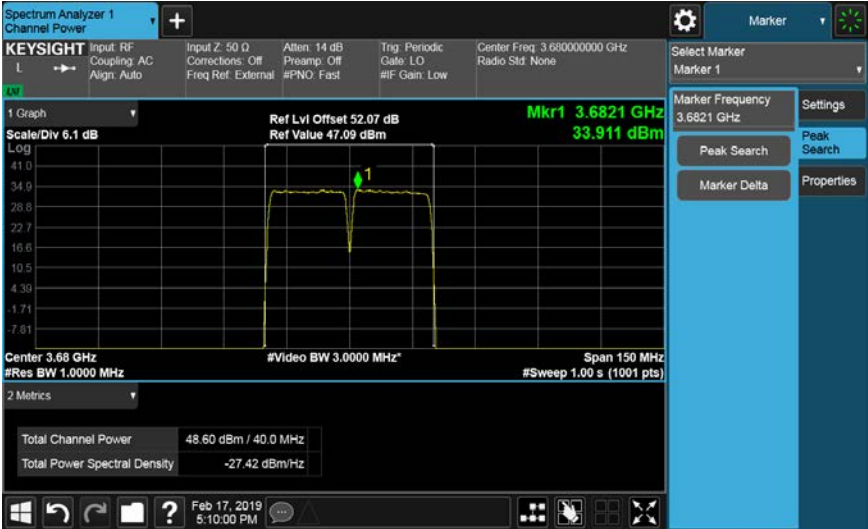 Spectrum Analyzer 1
Channel Power
Marker
KEYSIGHT
L
LXI
Input: RF
Coupling: AC
Align: Auto
Input Z: 50 Ω
Corrections: Off
Freq Ref: External
Atten: 14 dB
Preamp: Off
#PNO: Fast
Trig: Periodic
Gate: LO
#IF Gain: Low
Center Freq: 3.680000000 GHz
Radio Std: None
Select Marker
Marker 1
Marker Frequency
3.6821 GHz
Settings
Peak Search
Peak
Search
Marker Delta
Properties
1 Graph
Scale/Div 6.1 dB
Ref Lvl Offset 52.07 dB
Ref Value 47.09 dBm
Mkr1 3.6821 GHz
33.911 dBm
Log
41.0
34.9
28.8
22.7
16.6
10.5
4.39
-1.71
-7.81
1
Center 3.68 GHz
#Res BW 1.0000 MHz
#Video BW 3.0000 MHz*
Span 150 MHz
#Sweep 1.00 s (1001 pts)
2 Metrics
Total Channel Power 48.60 dBm / 40.0 MHz
Total Power Spectral Density -27.42 dBm/Hz
?
Feb 17, 2019
5:10:00 PM